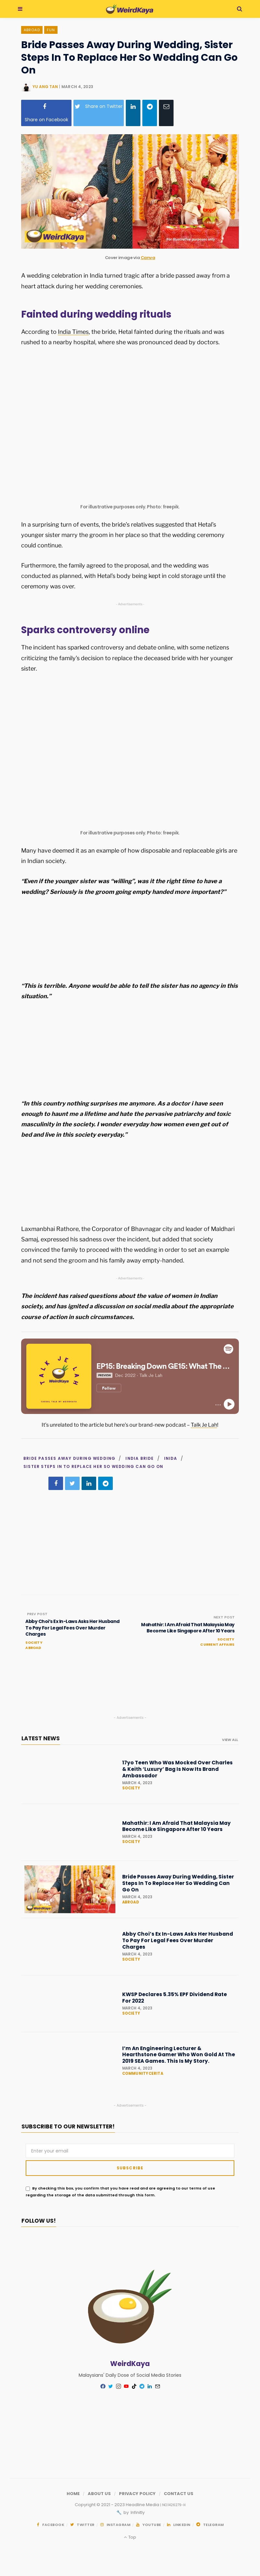 WeirdKaya
ABROAD FYI
Bride Passes Away During Wedding, Sister
Steps In To Replace Her So Wedding Can Go
On
YU ANN TAN | MARCH 4, 2023
Share on Facebook
Share on Twitter
WeirdKaya
For illustrative purposes only
Cover image via Canva
A wedding celebration in India turned tragic after a bride passed away from a
heart attack during her wedding ceremonies.
Fainted during wedding rituals
According to India Times, the bride, Hetal fainted during the rituals and was
rushed to a nearby hospital, where she was pronounced dead by doctors.
For illustrative purposes only. Photo: freepik
In a surprising turn of events, the bride's relatives suggested that Hetal's
younger sister marry the groom in her place so that the wedding ceremony
could continue.
Furthermore, the family agreed to the proposal, and the wedding was
conducted as planned, with Hetal's body being kept in cold storage until the
ceremony was over.
- Advertisements -
Sparks controversy online
The incident has sparked controversy and debate online, with some netizens
criticizing the family's decision to replace the deceased bride with her younger
sister.
For illustrative purposes only. Photo: freepik.
Many have deemed it as an example of how disposable and replaceable girls are
in Indian society.
“Even if the younger sister was “willing”, was it the right time to have a
wedding? Seriously is the groom going empty handed more important?”
“This is terrible. Anyone would be able to tell the sister has no agency in this
situation.”
“In this country nothing surprises me anymore. As a doctor i have seen
enough to haunt me a lifetime and hate the pervasive patriarchy and toxic
masculinity in the society. I wonder everyday how women even get out of
bed and live in this society everyday.”
Laxmanbhai Rathore, the Corporator of Bhavnagar city and leader of Maldhari
Samaj, expressed his sadness over the incident, but added that society
convinced the family to proceed with the wedding in order to set an example
and not send the groom and his family away empty-handed.
- Advertisements -
The incident has raised questions about the value of women in Indian
society, and has ignited a discussion on social media about the appropriate
course of action in such circumstances.
TALK JE LAH
WeirdKaya
EP15: Breaking Down GE15: What The ...
PREVIEW Dec 2022 · Talk Je Lah
Follow
It's unrelated to the article but here's our brand-new podcast – Talk Je Lah!
BRIDE PASSES AWAY DURING WEDDING / INDIA BRIDE / INIDA /
SISTER STEPS IN TO REPLACE HER SO WEDDING CAN GO ON
PREV POST
Abby Choi's Ex In-Laws Asks Her Husband
To Pay For Legal Fees Over Murder
Charges
SOCIETY
ABROAD
NEXT POST
Mahathir: I Am Afraid That Malaysia May
Become Like Singapore After 10 Years
SOCIETY
CURRENT AFFAIRS
- Advertisements -
LATEST NEWS
VIEW ALL
17yo Teen Who Was Mocked Over Charles
& Keith ‘Luxury’ Bag Is Now Its Brand
Ambassador
MARCH 4, 2023
SOCIETY
Mahathir: I Am Afraid That Malaysia May
Become Like Singapore After 10 Years
MARCH 4, 2023
SOCIETY
Bride Passes Away During Wedding, Sister
Steps In To Replace Her So Wedding Can
Go On
MARCH 4, 2023
ABROAD
Abby Choi's Ex In-Laws Asks Her Husband
To Pay For Legal Fees Over Murder
Charges
MARCH 4, 2023
SOCIETY
KWSP Declares 5.35% EPF Dividend Rate
For 2022
MARCH 4, 2023
SOCIETY
I'm An Engineering Lecturer &
Hearthstone Gamer Who Won Gold At The
2019 SEA Games. This Is My Story.
MARCH 4, 2023
COMMUNITYCERITA
- Advertisements -
SUBSCRIBE TO OUR NEWSLETTER!
Enter your email
SUBSCRIBE
By checking this box, you confirm that you have read and are agreeing to our terms of use
regarding the storage of the data submitted through this form.
FOLLOW US!
WeirdKaya
Malaysians' Daily Dose of Social Media Stories
HOME ABOUT US PRIVACY POLICY CONTACT US
by Infinity
FACEBOOK TWITTER INSTAGRAM YOUTUBE LINKEDIN TELEGRAM
Top